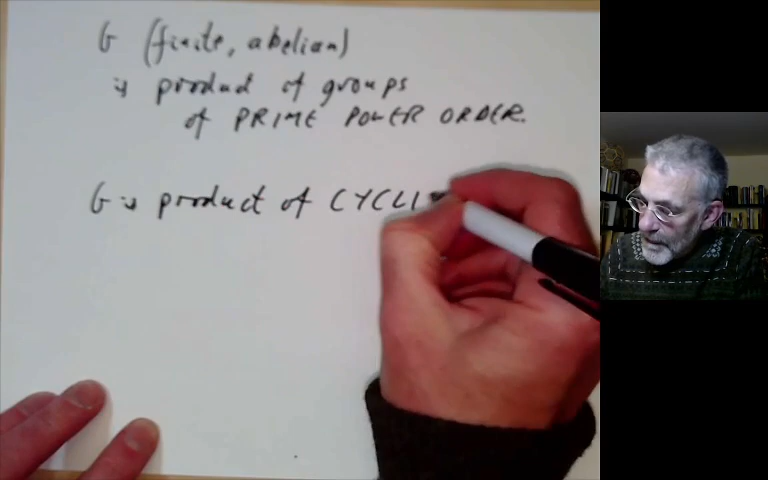 G (finite, abelian)
is product of groups
of PRIME POWER ORDER.
G is product of CYCLI